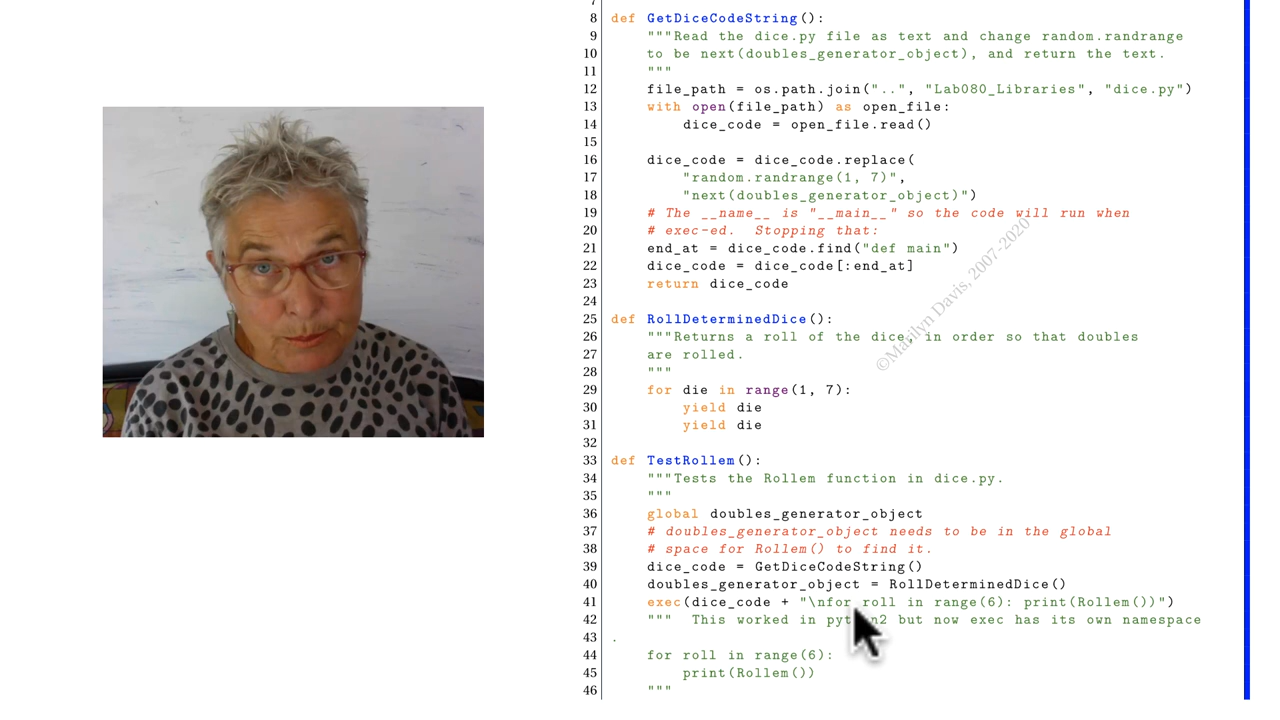 7
8 def GetDiceCodeString():
9     """Read the dice.py file as text and change random.randrange
10     to be next(doubles_generator_object), and return the text.
11     """
12     file_path = os.path.join("..", "Lab080_Libraries", "dice.py")
13     with open(file_path) as open_file:
14         dice_code = open_file.read()
15
16     dice_code = dice_code.replace(
17         "random.randrange(1, 7)",
18         "next(doubles_generator_object)")
19     # The __name__ is "__main__" so the code will run when
20     # exec-ed.  Stopping that:
21     end_at = dice_code.find("def main")
22     dice_code = dice_code[:end_at]
23     return dice_code
24
25 def RollDeterminedDice():
26     """Returns a roll of the dice, in order so that doubles
27     are rolled.
28     """
29     for die in range(1, 7):
30         yield die
31         yield die
32
33 def TestRollem():
34     """Tests the Rollem function in dice.py.
35     """
36     global doubles_generator_object
37     # doubles_generator_object needs to be in the global
38     # space for Rollem() to find it.
39     dice_code = GetDiceCodeString()
40     doubles_generator_object = RollDeterminedDice()
41     exec(dice_code + "\nfor roll in range(6): print(Rollem())")
42     """  This worked in python2 but now exec has its own namespace
43 .
44     for roll in range(6):
45         print(Rollem())
46     """
©Marilyn Davis, 2007-2020